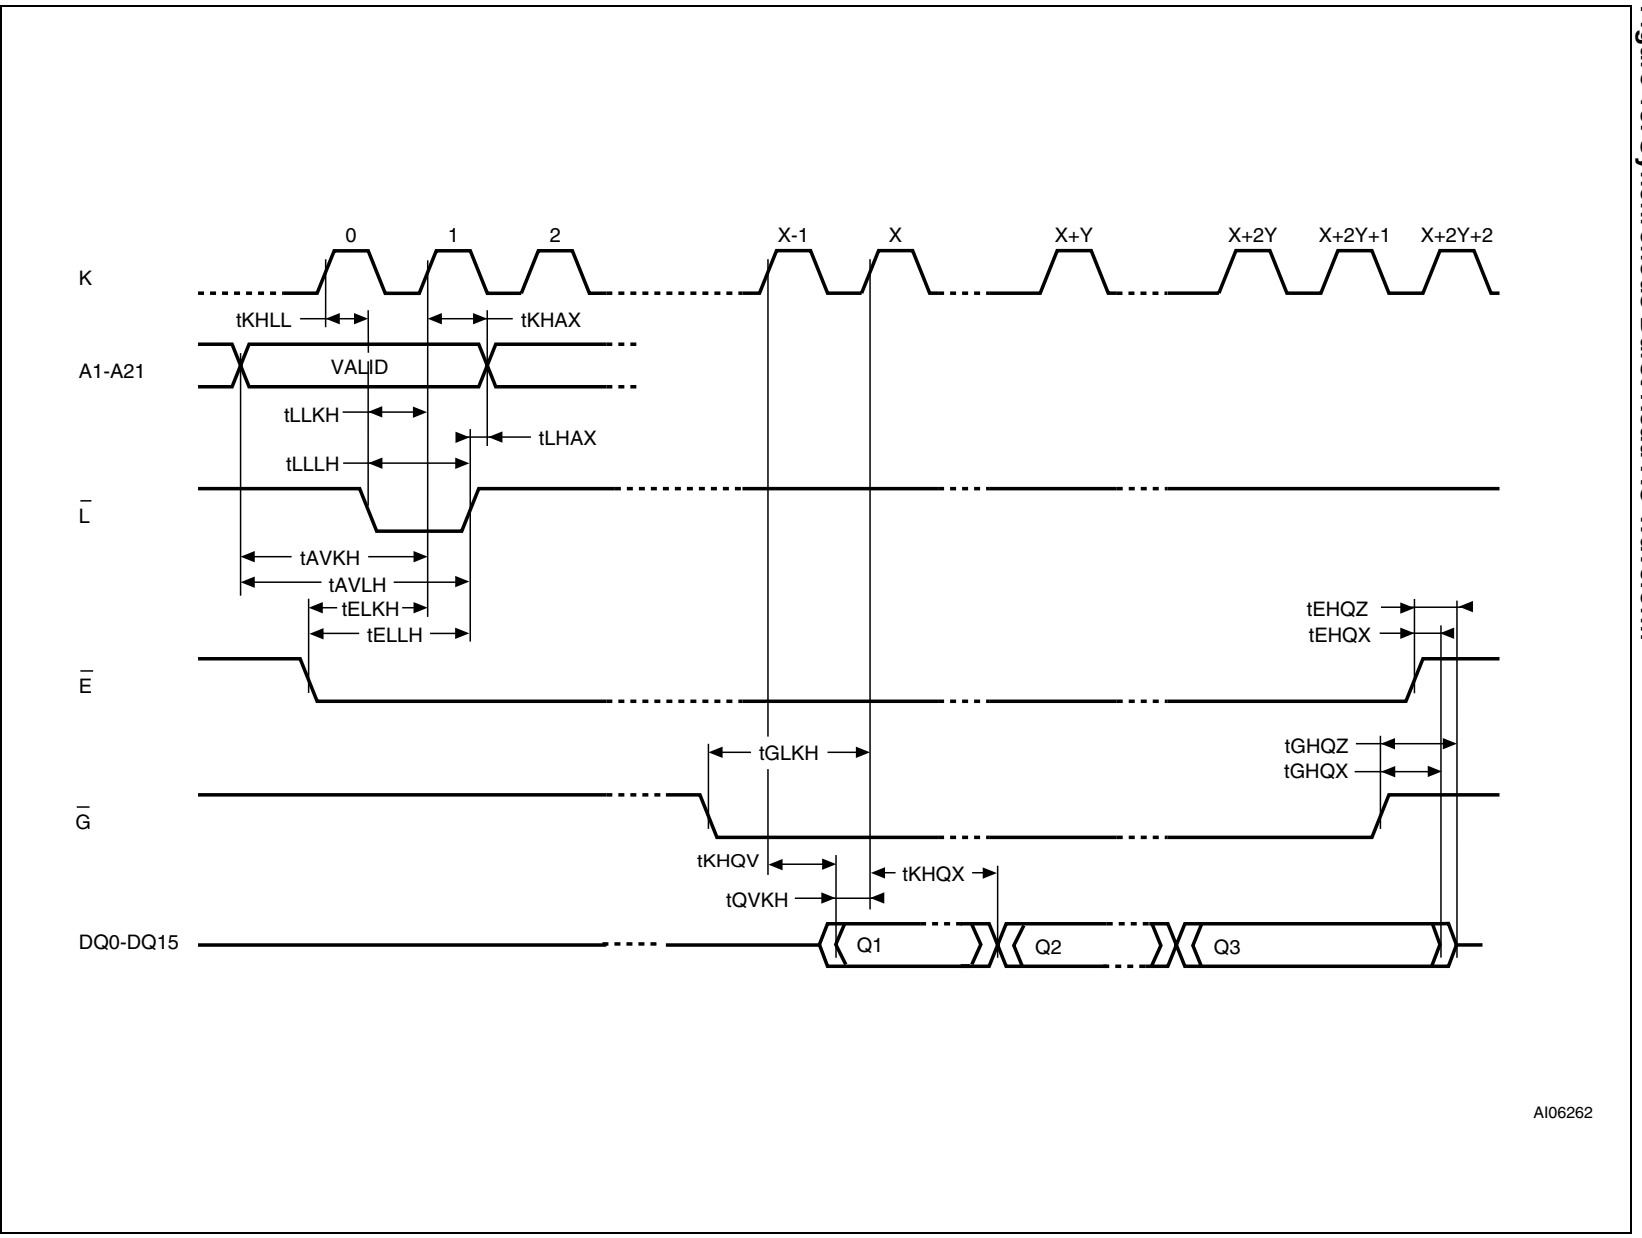 0 1 2 X-1 X X+Y X+2Y X+2Y+1 X+2Y+2
K
tKHLL tKHAX
A1-A21 VALID
tLLKH
tLHAX
tLLLH
L
tAVKH
tAVLH
tELKH tEHQZ
tELLH tEHQX
E
tGLKH tGHQZ
tGHQX
G
tKHQV
tKHQX
tQVKH
DQ0-DQ15 Q1 Q2 Q3
AI06262